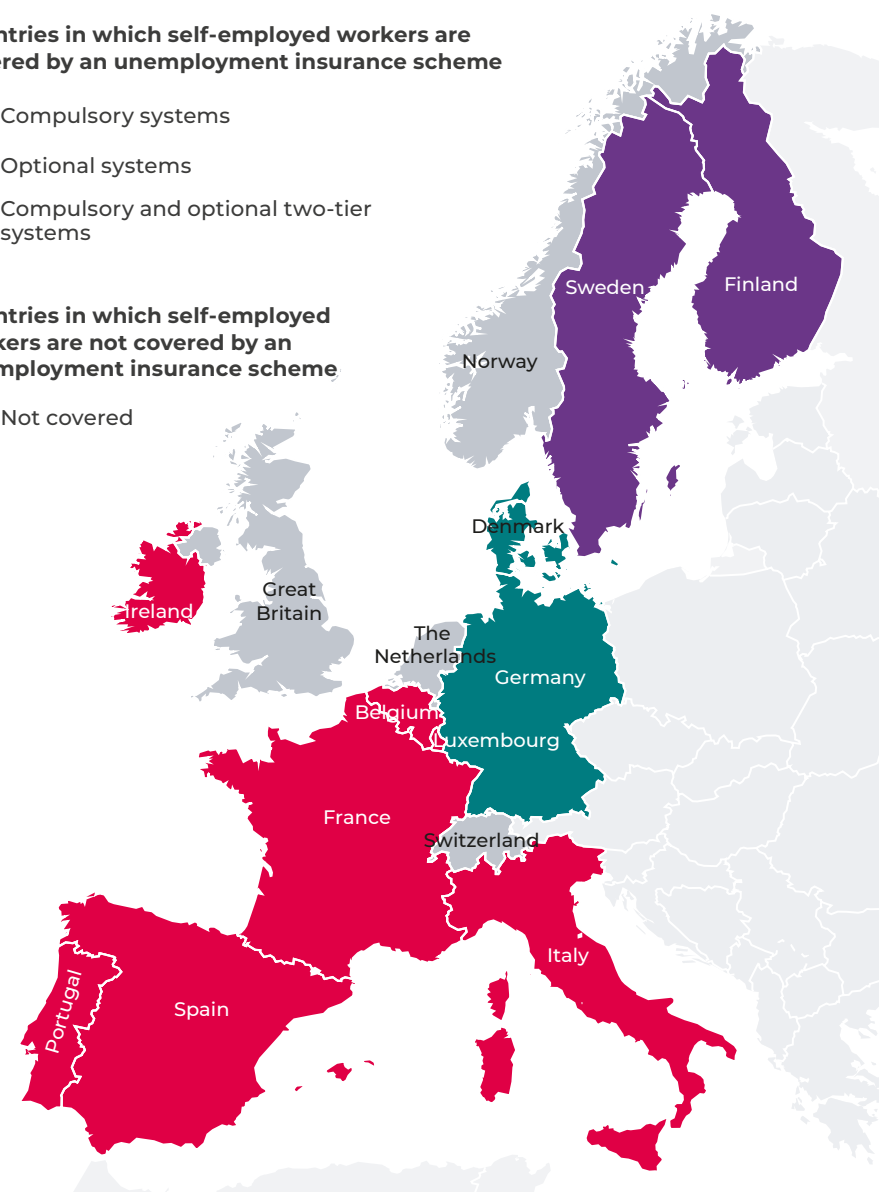 ntries in which self-employed workers are
ered by an unemployment insurance scheme
Compulsory systems
Optional systems
Compulsory and optional two-tier
systems
ntries in which self-employed
kers are not covered by an
mployment insurance scheme
Not covered
Sweden
Finland
Norway
Denmark
Ireland
Great
Britain
The
Netherlands
Germany
Belgium
Luxembourg
France
Switzerland
Italy
Portugal
Spain